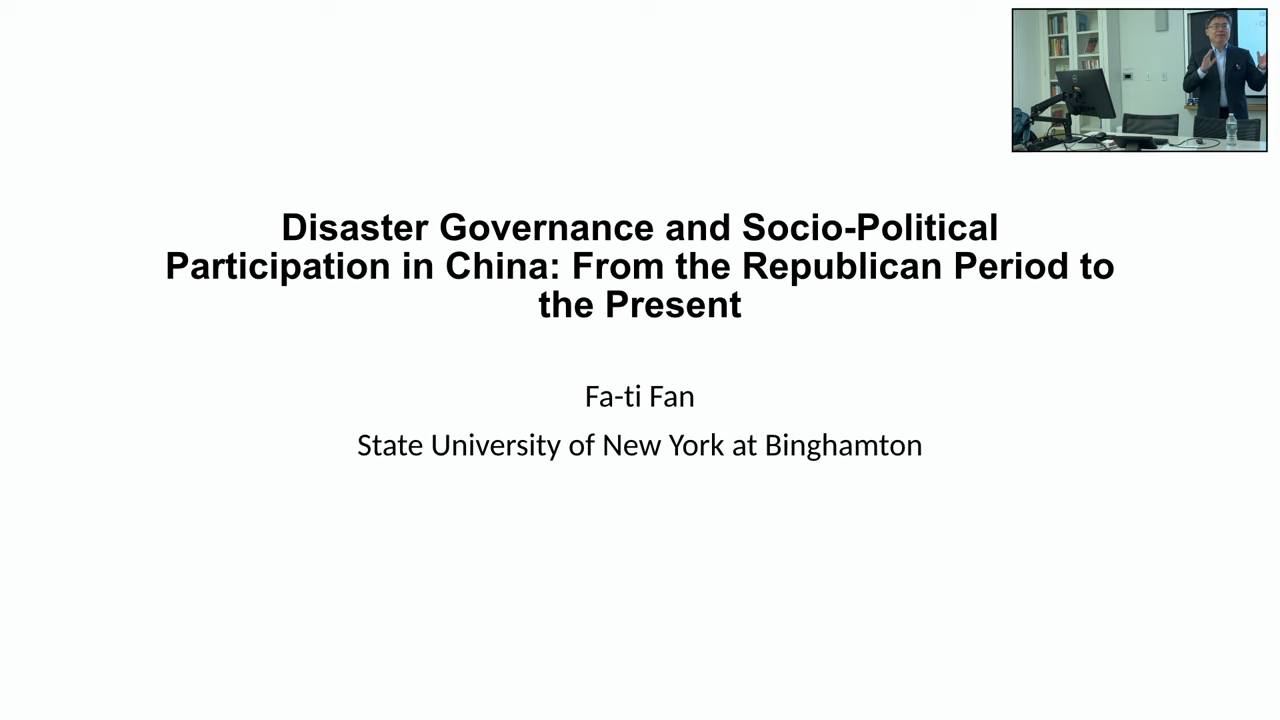 Disaster Governance and Socio-Political
Participation in China: From the Republican Period to
the Present
Fa-ti Fan
State University of New York at Binghamton